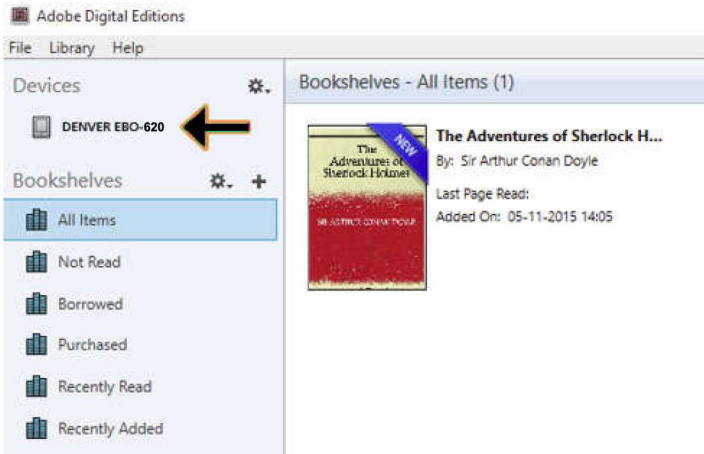 Adobe Digital Editions
File Library Help
Devices
DENVER EBO-620
Bookshelves
All Items
Not Read
Borrowed
Purchased
Recently Read
Recently Added
Bookshelves - All Items (1)
NEW
The
Adventures of
Sherlock Holmes
SIR ARTHUR CONAN DOYLE
The Adventures of Sherlock H...
By: Sir Arthur Conan Doyle
Last Page Read:
Added On: 05-11-2015 14:05